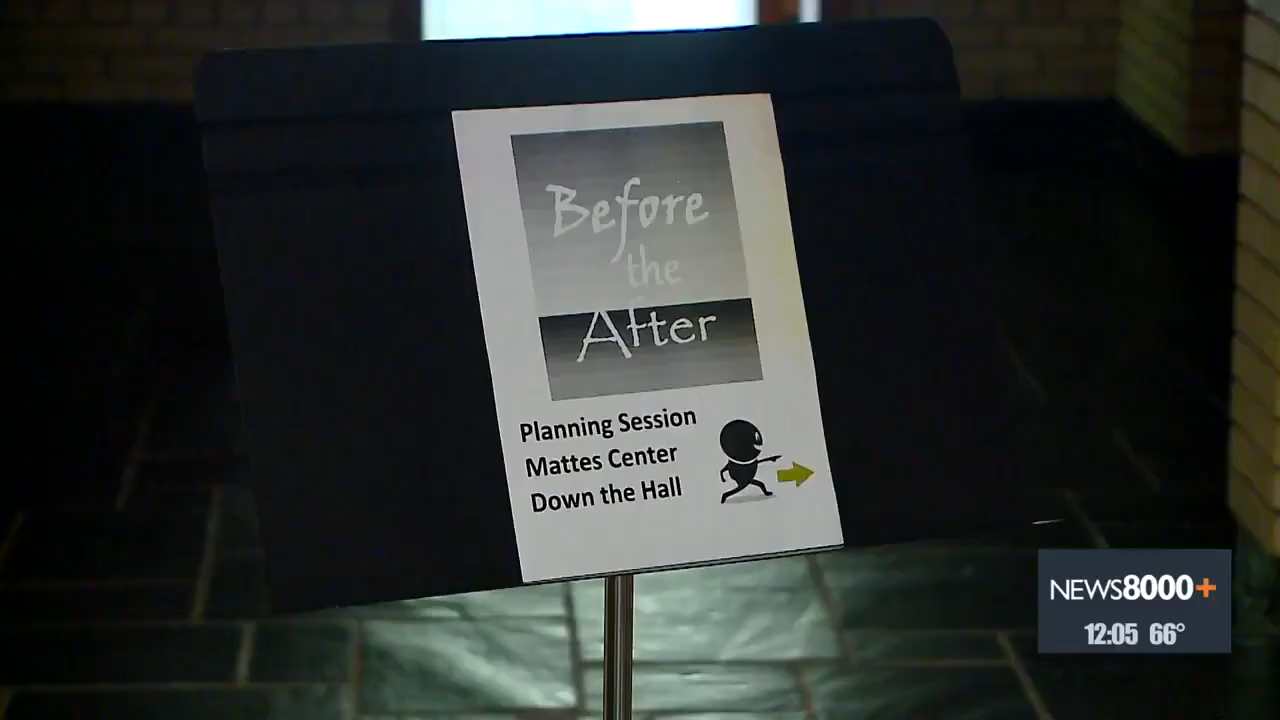 Before
the
After
Planning Session
Mattes Center
Down the Hall
NEWS8000+
12:05 66°